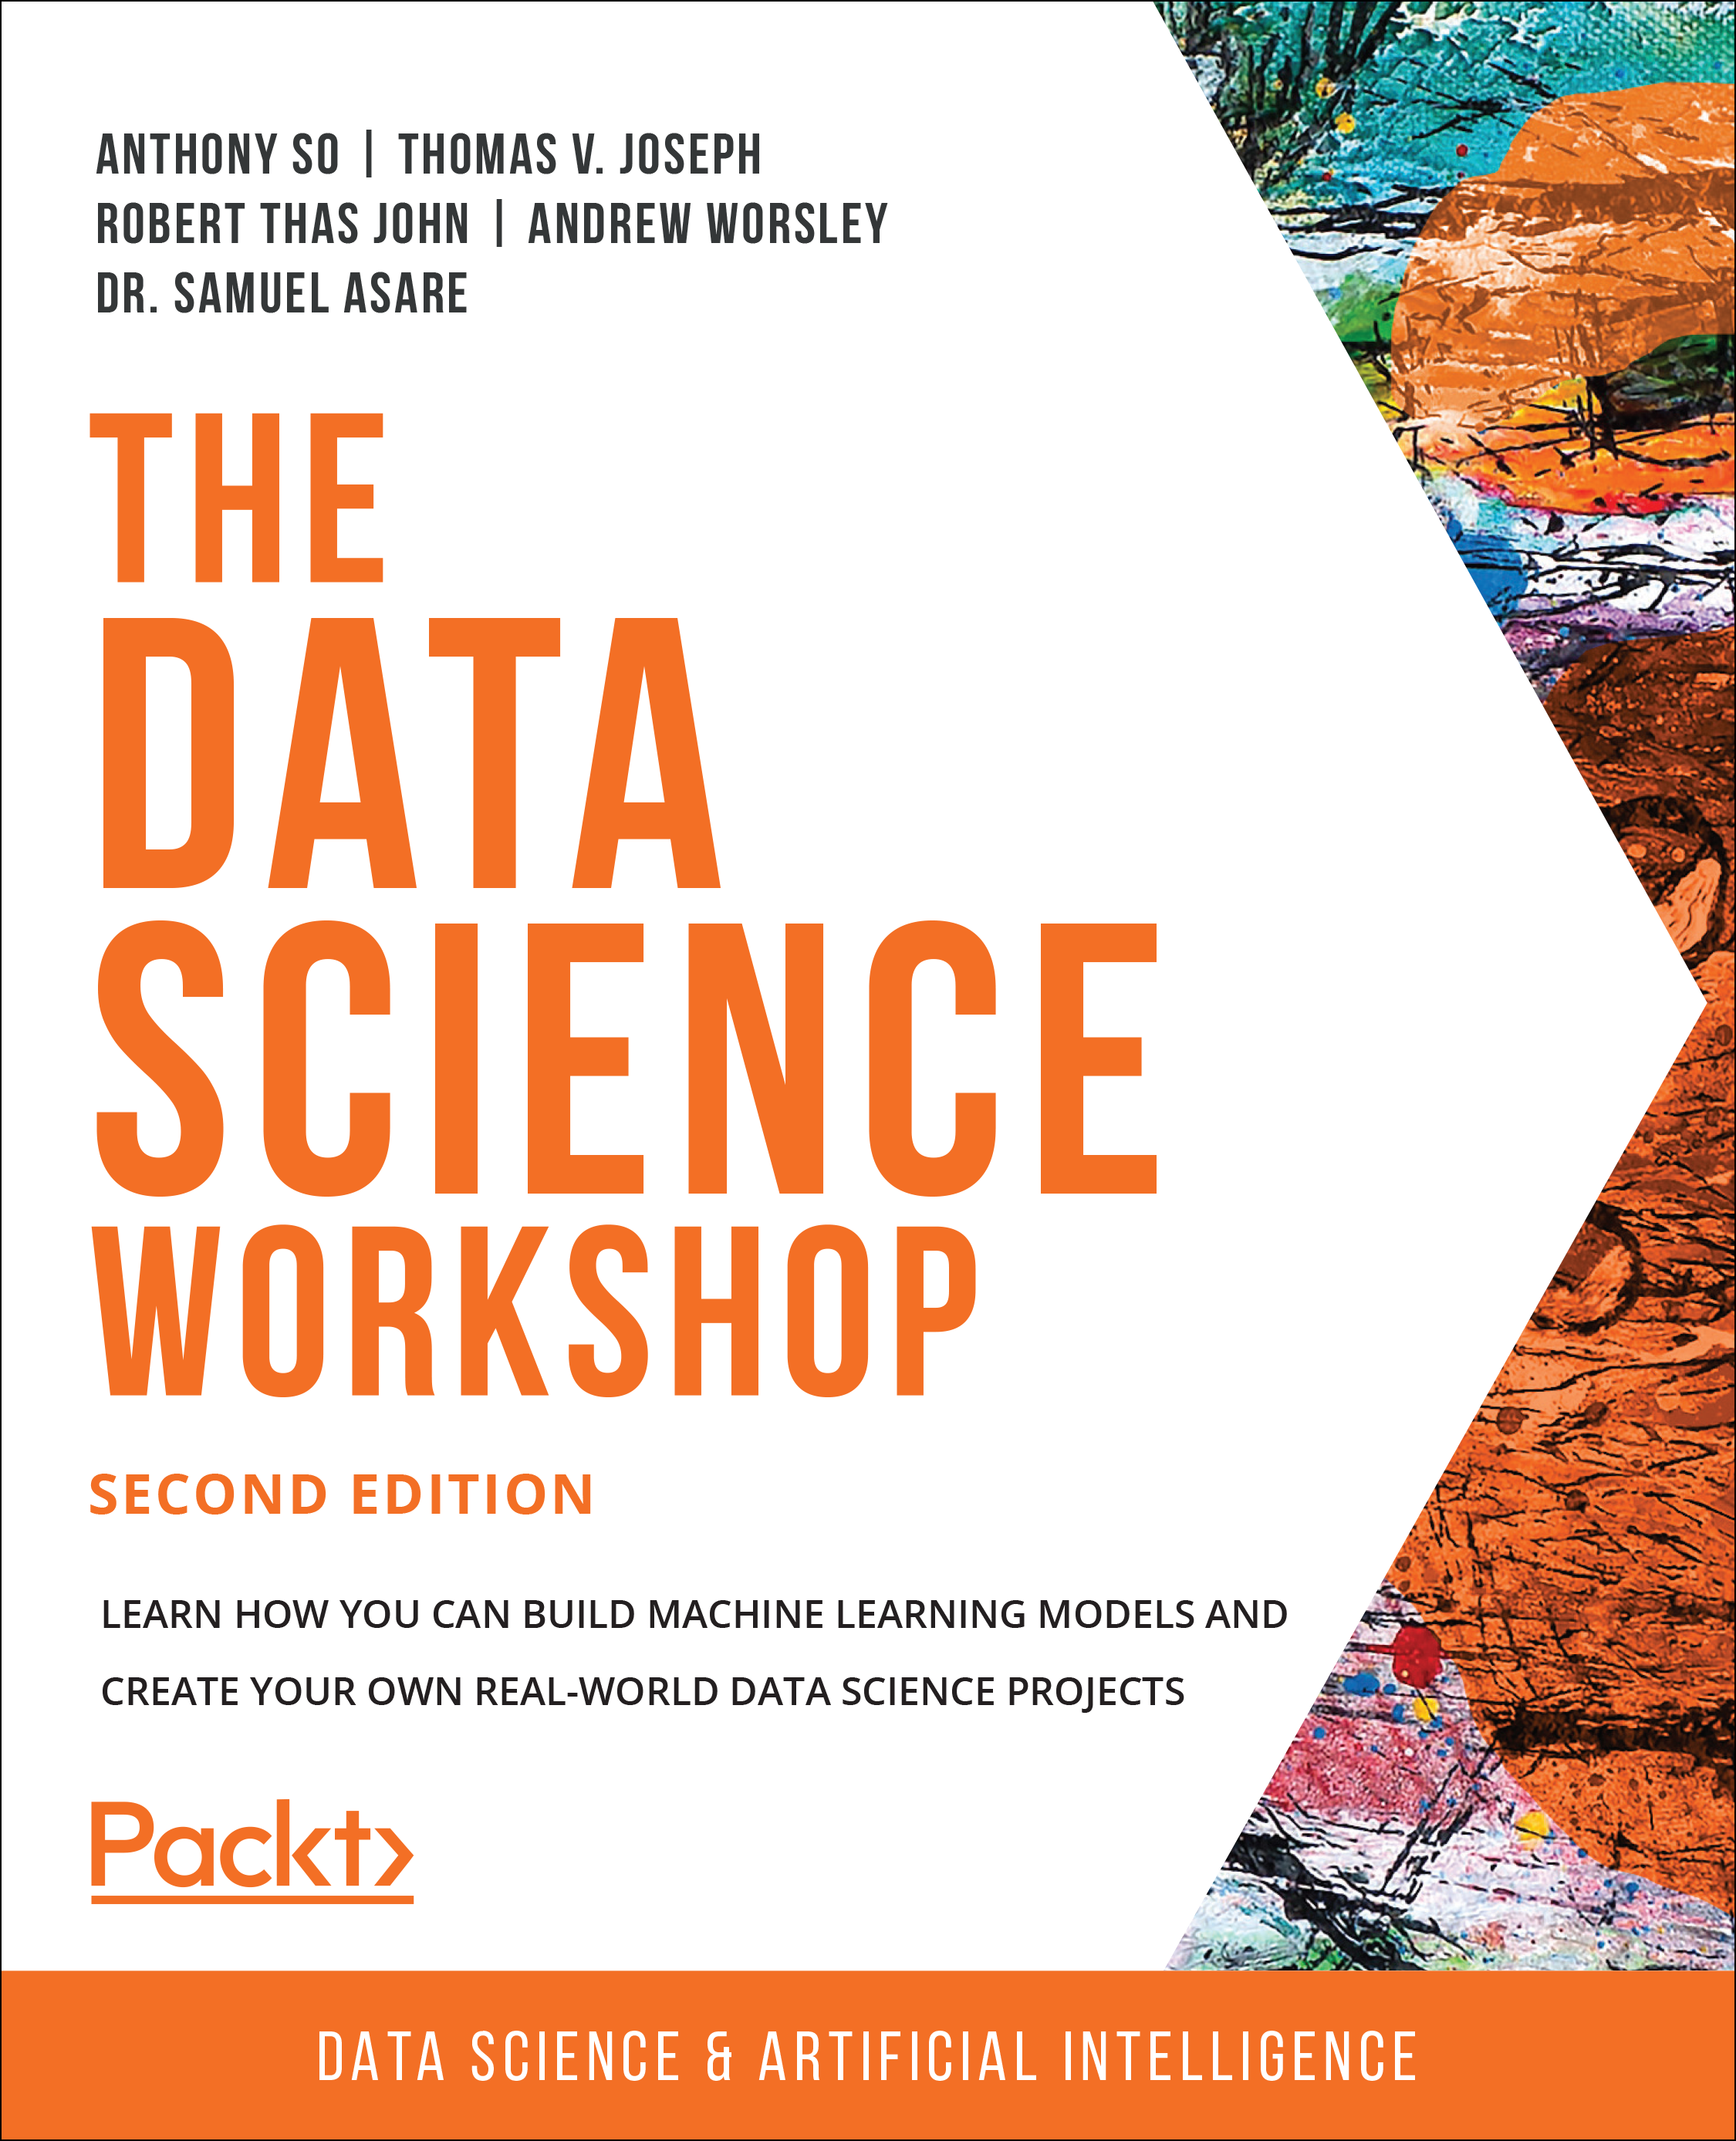 ANTHONY SO | THOMAS V. JOSEPH
ROBERT THAS JOHN | ANDREW WORSLEY
DR. SAMUEL ASARE
THE
DATA
SCIENCE
WORKSHOP
SECOND EDITION
LEARN HOW YOU CAN BUILD MACHINE LEARNING MODELS AND
CREATE YOUR OWN REAL-WORLD DATA SCIENCE PROJECTS
Packt
DATA SCIENCE & ARTIFICIAL INTELLIGENCE